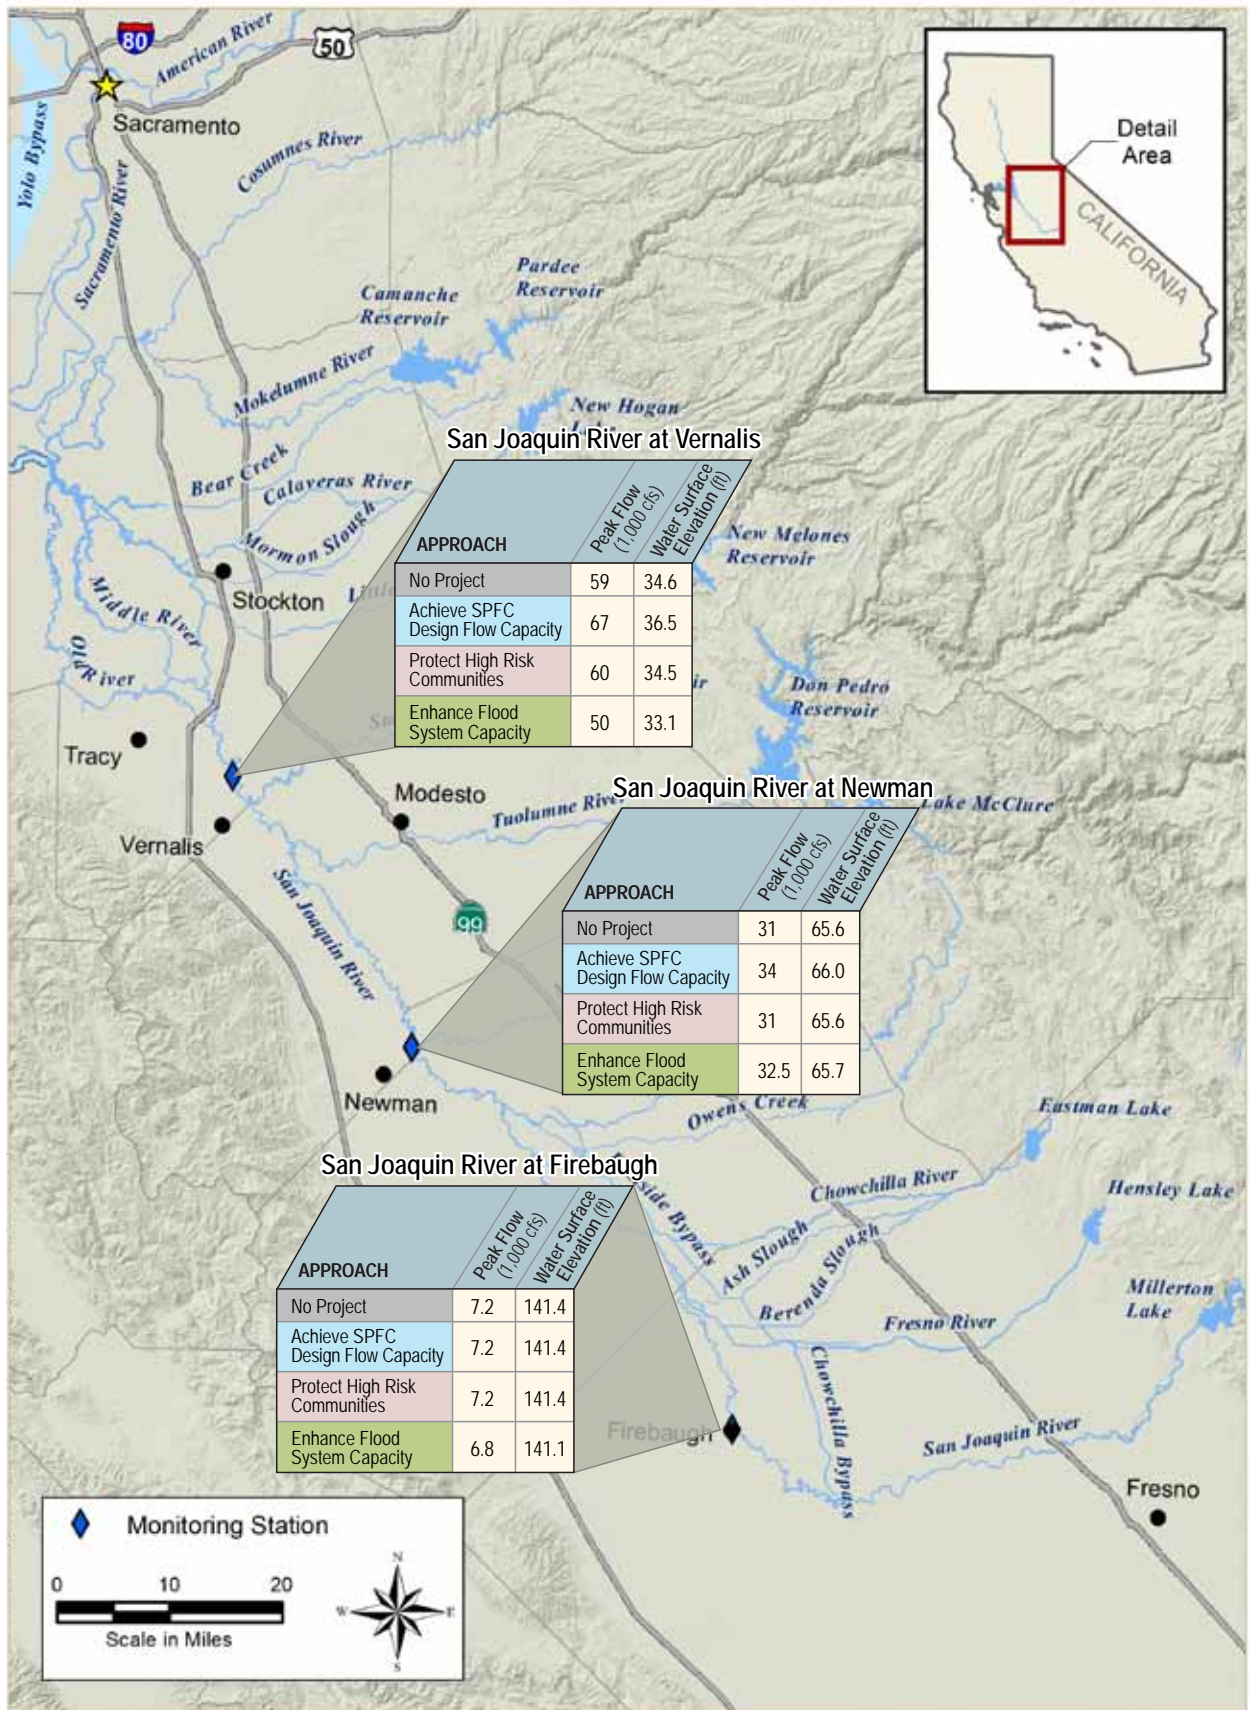 80
50
American River
Sacramento
Yolo Bypass
Sacramento River
Cosumnes River
Detail
Area
CALIFORNIA
Pardee
Reservoir
Camanche
Reservoir
Mokelumne River
New Hogan
Bear Creek
Calaveras River
Mormon Slough
Stockton
Little
Middle River
Old River
Tracy
Vernalis
Modesto
New Melones
Reservoir
Don Pedro
Reservoir
Tuolumne River
Lake McClure
San Joaquin River at Vernalis
APPROACH
Peak Flow
(1,000 cfs)
Water Surface
Elevation (ft)
No Project 59 34.6
Achieve SPFC
Design Flow Capacity 67 36.5
Protect High Risk
Communities 60 34.5
Enhance Flood
System Capacity 50 33.1
San Joaquin River at Newman
APPROACH
Peak Flow
(1,000 cfs)
Water Surface
Elevation (ft)
No Project 31 65.6
Achieve SPFC
Design Flow Capacity 34 66.0
Protect High Risk
Communities 31 65.6
Enhance Flood
System Capacity 32.5 65.7
99
San Joaquin River
Newman
Owens Creek
Eastman Lake
Chowchilla River
Hensley Lake
side Bypass
Ash Slough
Berenda Slough
Millerton
Lake
Fresno River
Chowchilla Bypass
San Joaquin River
Fresno
Firebaugh
San Joaquin River at Firebaugh
APPROACH
Peak Flow
(1,000 cfs)
Water Surface
Elevation (ft)
No Project 7.2 141.4
Achieve SPFC
Design Flow Capacity 7.2 141.4
Protect High Risk
Communities 7.2 141.4
Enhance Flood
System Capacity 6.8 141.1
Monitoring Station
0 10 20
Scale in Miles
N
W E
S